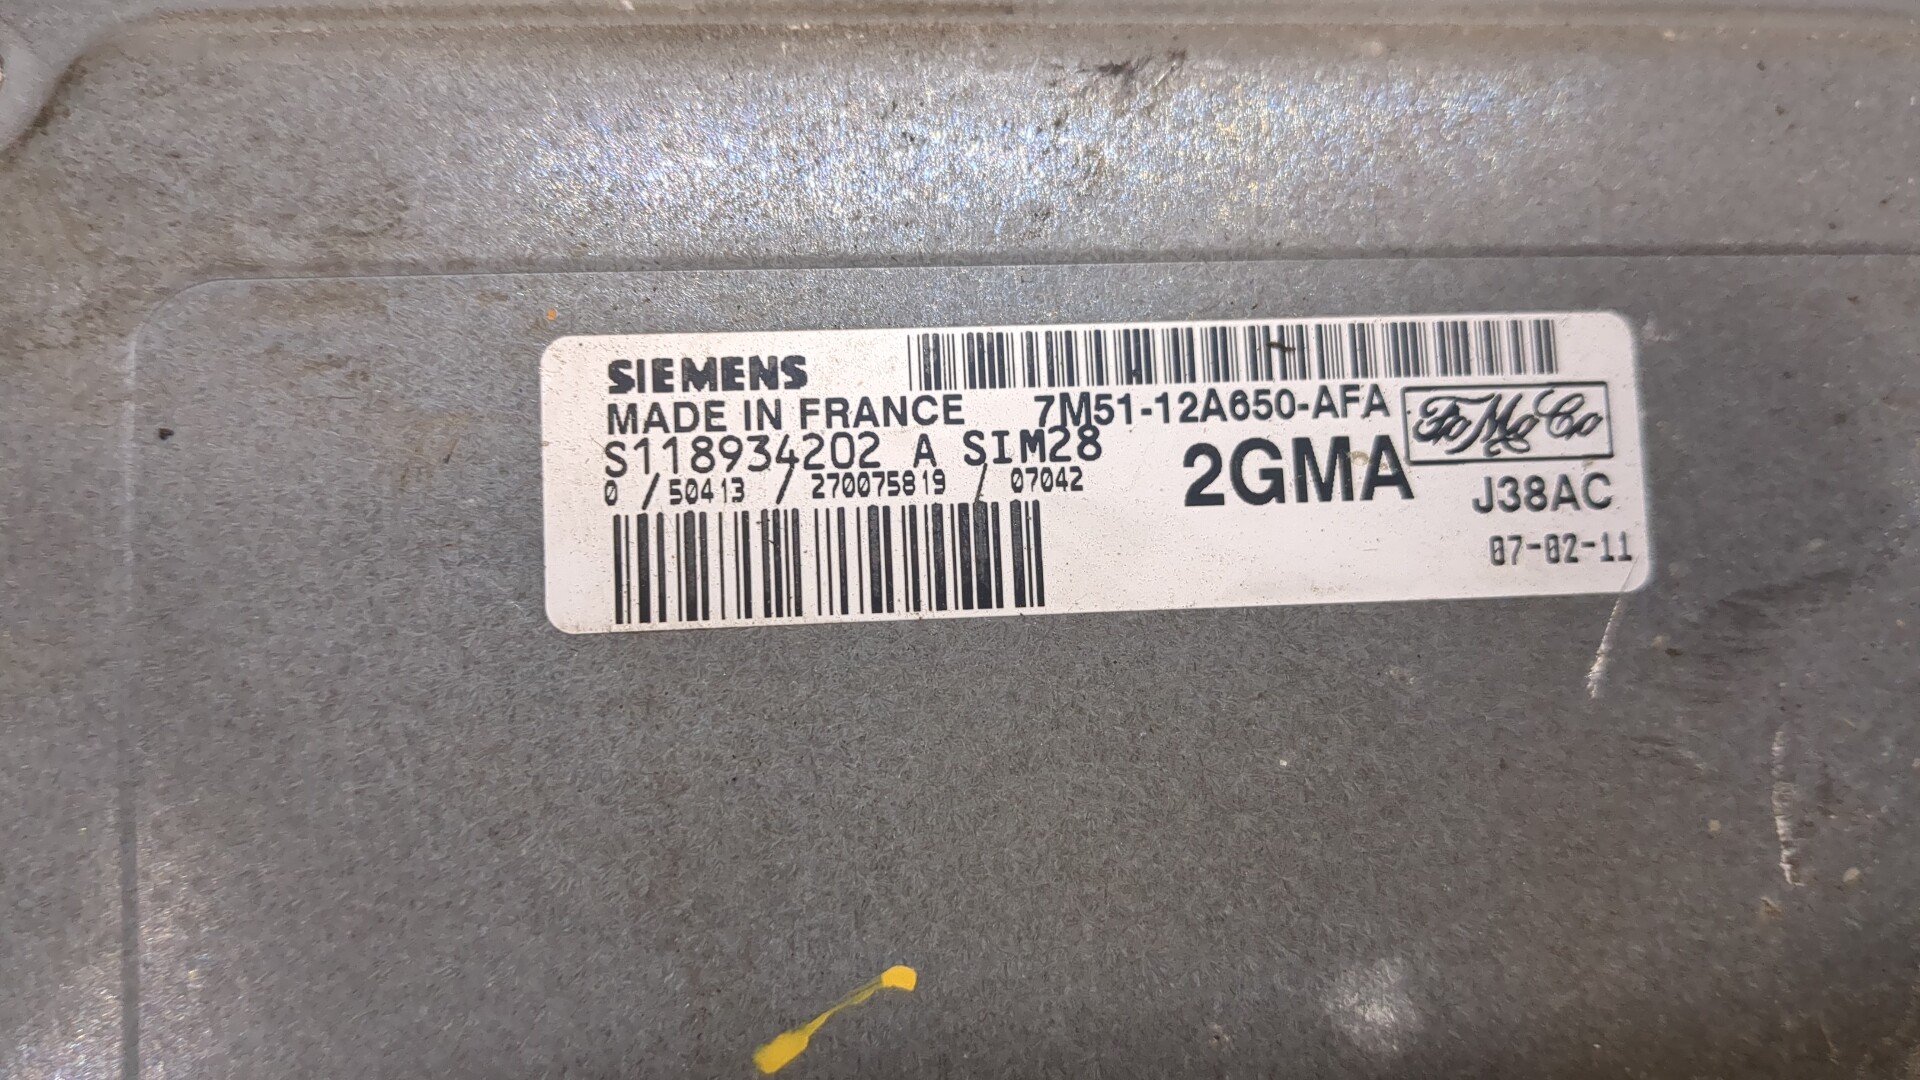 SIEMENS
MADE IN FRANCE 7M51-12A650-AFA FoMoCo
S118934202 A SIM28 2GMA
0 / 50413 / 270075819 / 07042 J38AC
07-02-11